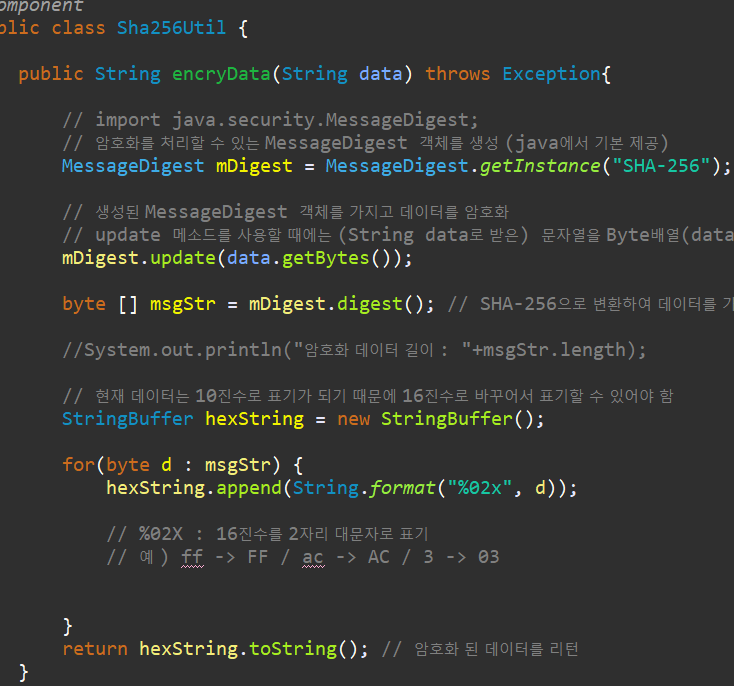 omponent
blic class Sha256Util {
public String encryData(String data) throws Exception{
// import java.security.MessageDigest;
// 암호화를 처리할 수 있는 MessageDigest 객체를 생성 (java에서 기본 제공)
MessageDigest mDigest = MessageDigest.getInstance("SHA-256");
// 생성된 MessageDigest 객체를 가지고 데이터를 암호화
// update 메소드를 사용할 때에는 (String data로 받은) 문자열을 Byte배열(data
mDigest.update(data.getBytes());
byte [] msgStr = mDigest.digest(); // SHA-256으로 변환하여 데이터를 가
//System.out.println("암호화 데이터 길이 : "+msgStr.length);
// 현재 데이터는 10진수로 표기가 되기 때문에 16진수로 바꾸어서 표기할 수 있어야 함
StringBuffer hexString = new StringBuffer();
for(byte d : msgStr) {
hexString.append(String.format("%02x", d));
// %02X : 16진수를 2자리 대문자로 표기
// 예 ) ff -> FF / ac -> AC / 3 -> 03
}
return hexString.toString(); // 암호화 된 데이터를 리턴
}